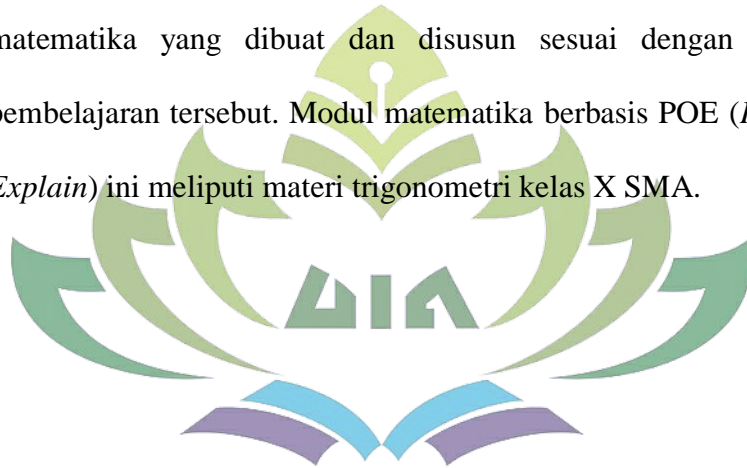 matematika yang dibuat dan disusun sesuai dengan
pembelajaran tersebut. Modul matematika berbasis POE (
Explain) ini meliputi materi trigonometri kelas X SMA.
UIN